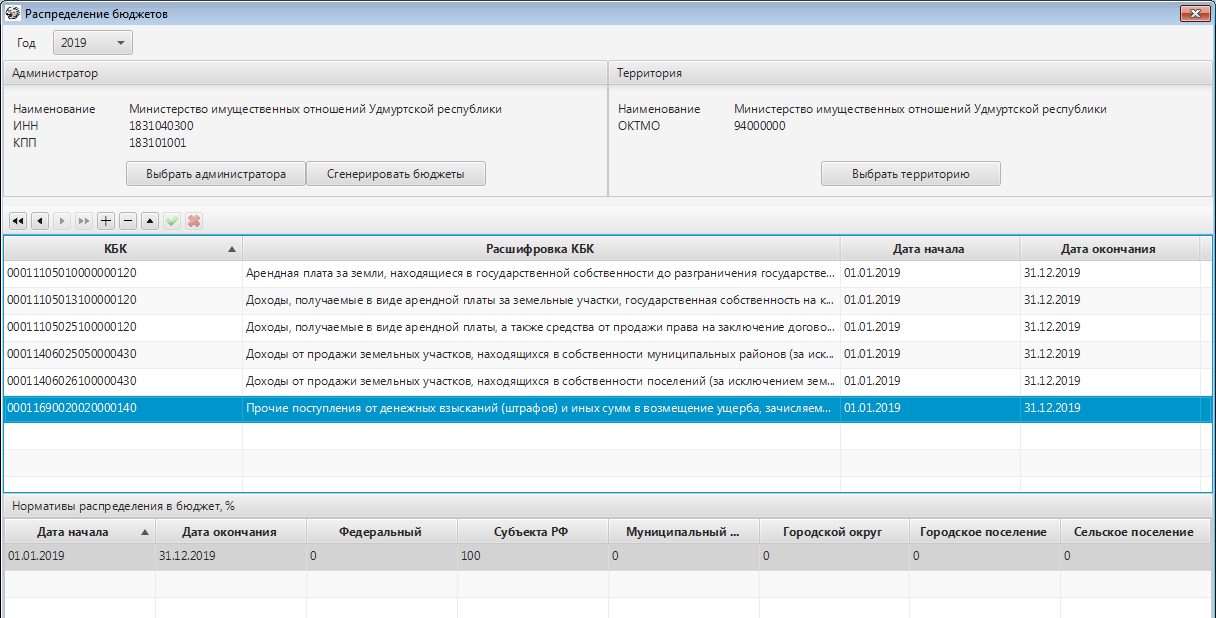 Распределение бюджетов
Год 2019
Администратор
Территория
Наименование Министерство имущественных отношений Удмуртской республики
ИНН 1831040300
КПП 183101001
Выбрать администратора Сгенерировать бюджеты
Наименование Министерство имущественных отношений Удмуртской республики
ОКТМО 94000000
Выбрать территорию
КБК Расшифровка КБК Дата начала Дата окончания
00011105010000000120 Арендная плата за земли, находящиеся в государственной собственности до разграничения государстве... 01.01.2019 31.12.2019
00011105013100000120 Доходы, получаемые в виде арендной платы за земельные участки, государственная собственность на к... 01.01.2019 31.12.2019
00011105025100000120 Доходы, получаемые в виде арендной платы, а также средства от продажи права на заключение догово... 01.01.2019 31.12.2019
00011406025050000430 Доходы от продажи земельных участков, находящихся в собственности муниципальных районов (за иск... 01.01.2019 31.12.2019
00011406026100000430 Доходы от продажи земельных участков, находящихся в собственности поселений (за исключением зем... 01.01.2019 31.12.2019
00011690020020000140 Прочие поступления от денежных взысканий (штрафов) и иных сумм в возмещение ущерба, зачисляем... 01.01.2019 31.12.2019
Нормативы распределения в бюджет, %
Дата начала Дата окончания Федеральный Субъекта РФ Муниципальный ... Городской округ Городское поселение Сельское поселение
01.01.2019 31.12.2019 0 100 0 0 0 0